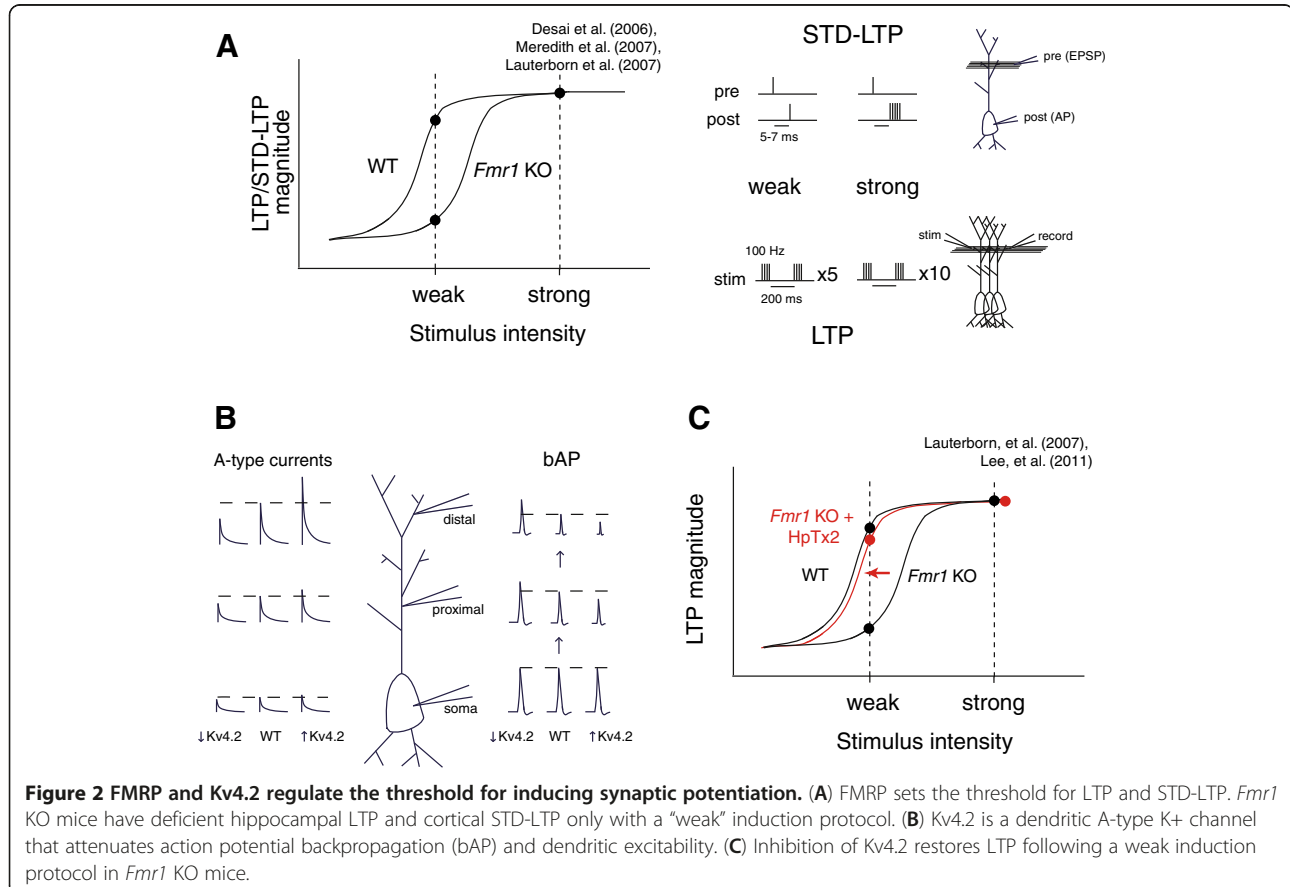 A
Desai et al. (2006),
Meredith et al. (2007),
Lauterborn et al. (2007)
LTP/STD-LTP
magnitude
WT
Fmr1 KO
weak
strong
Stimulus intensity
STD-LTP
pre
post
5-7 ms
weak
strong
pre (EPSP)
post (AP)
100 Hz
stim
x5
x10
200 ms
LTP
stim
record
B
A-type currents
bAP
distal
proximal
soma
↓Kv4.2 WT ↑Kv4.2
↓Kv4.2 WT ↑Kv4.2
C
Lauterborn, et al. (2007),
Lee, et al. (2011)
LTP magnitude
Fmr1 KO +
HpTx2
WT
Fmr1 KO
weak
strong
Stimulus intensity
Figure 2 FMRP and Kv4.2 regulate the threshold for inducing synaptic potentiation. (A) FMRP sets the threshold for LTP and STD-LTP. Fmr1
KO mice have deficient hippocampal LTP and cortical STD-LTP only with a “weak” induction protocol. (B) Kv4.2 is a dendritic A-type K+ channel
that attenuates action potential backpropagation (bAP) and dendritic excitability. (C) Inhibition of Kv4.2 restores LTP following a weak induction
protocol in Fmr1 KO mice.